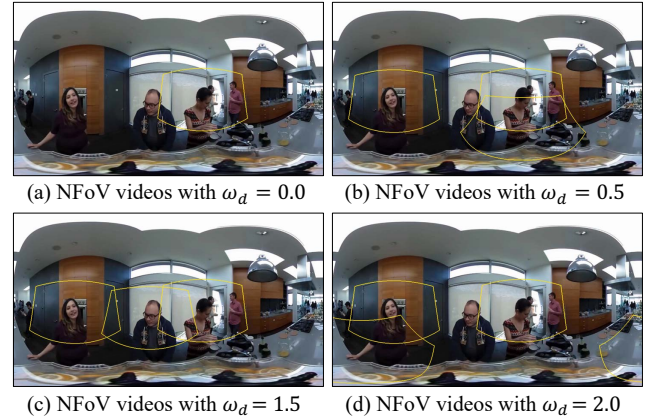 (a) NFoV videos with ω_d = 0.0
(b) NFoV videos with ω_d = 0.5
(c) NFoV videos with ω_d = 1.5
(d) NFoV videos with ω_d = 2.0